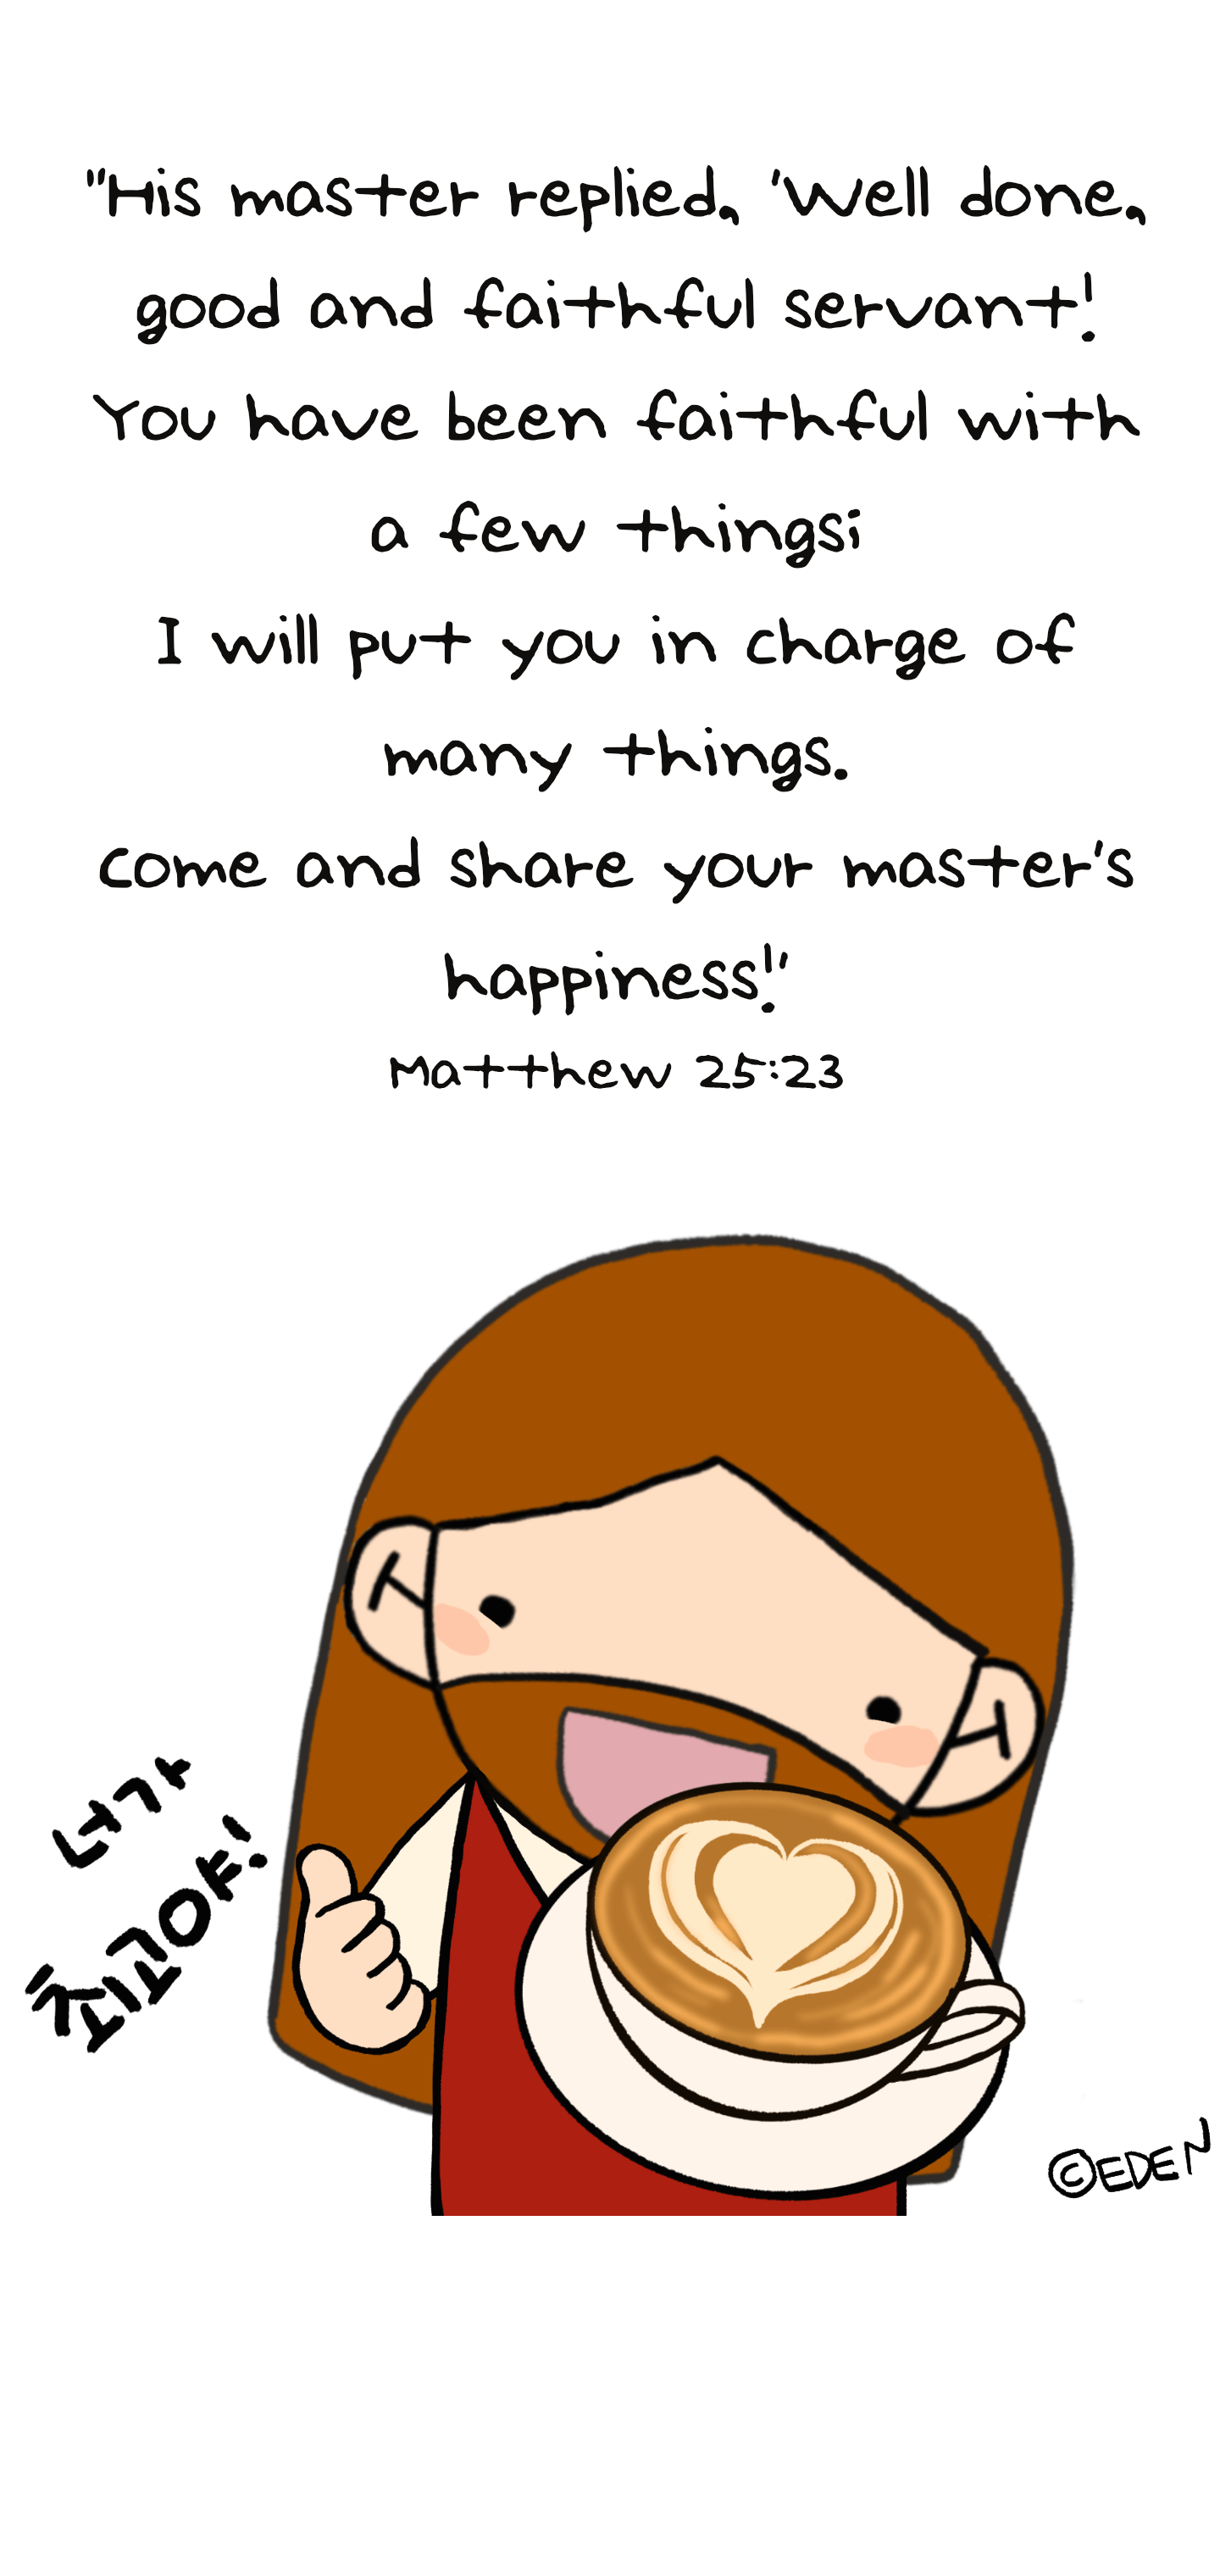 "His master replied, 'Well done,
good and faithful servant!
You have been faithful with
a few things;
I will put you in charge of
many things.
Come and share your master's
happiness!'
Matthew 25:23
너가
최고야!
©EDEN